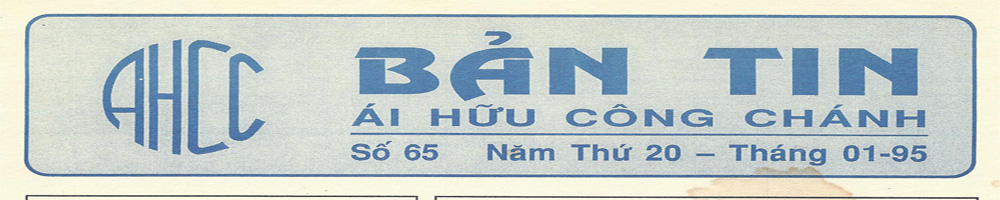 AHCC
BẢN TIN
ÁI HỮU CÔNG CHÁNH
Số 65 Năm Thứ 20 – Tháng 01-95